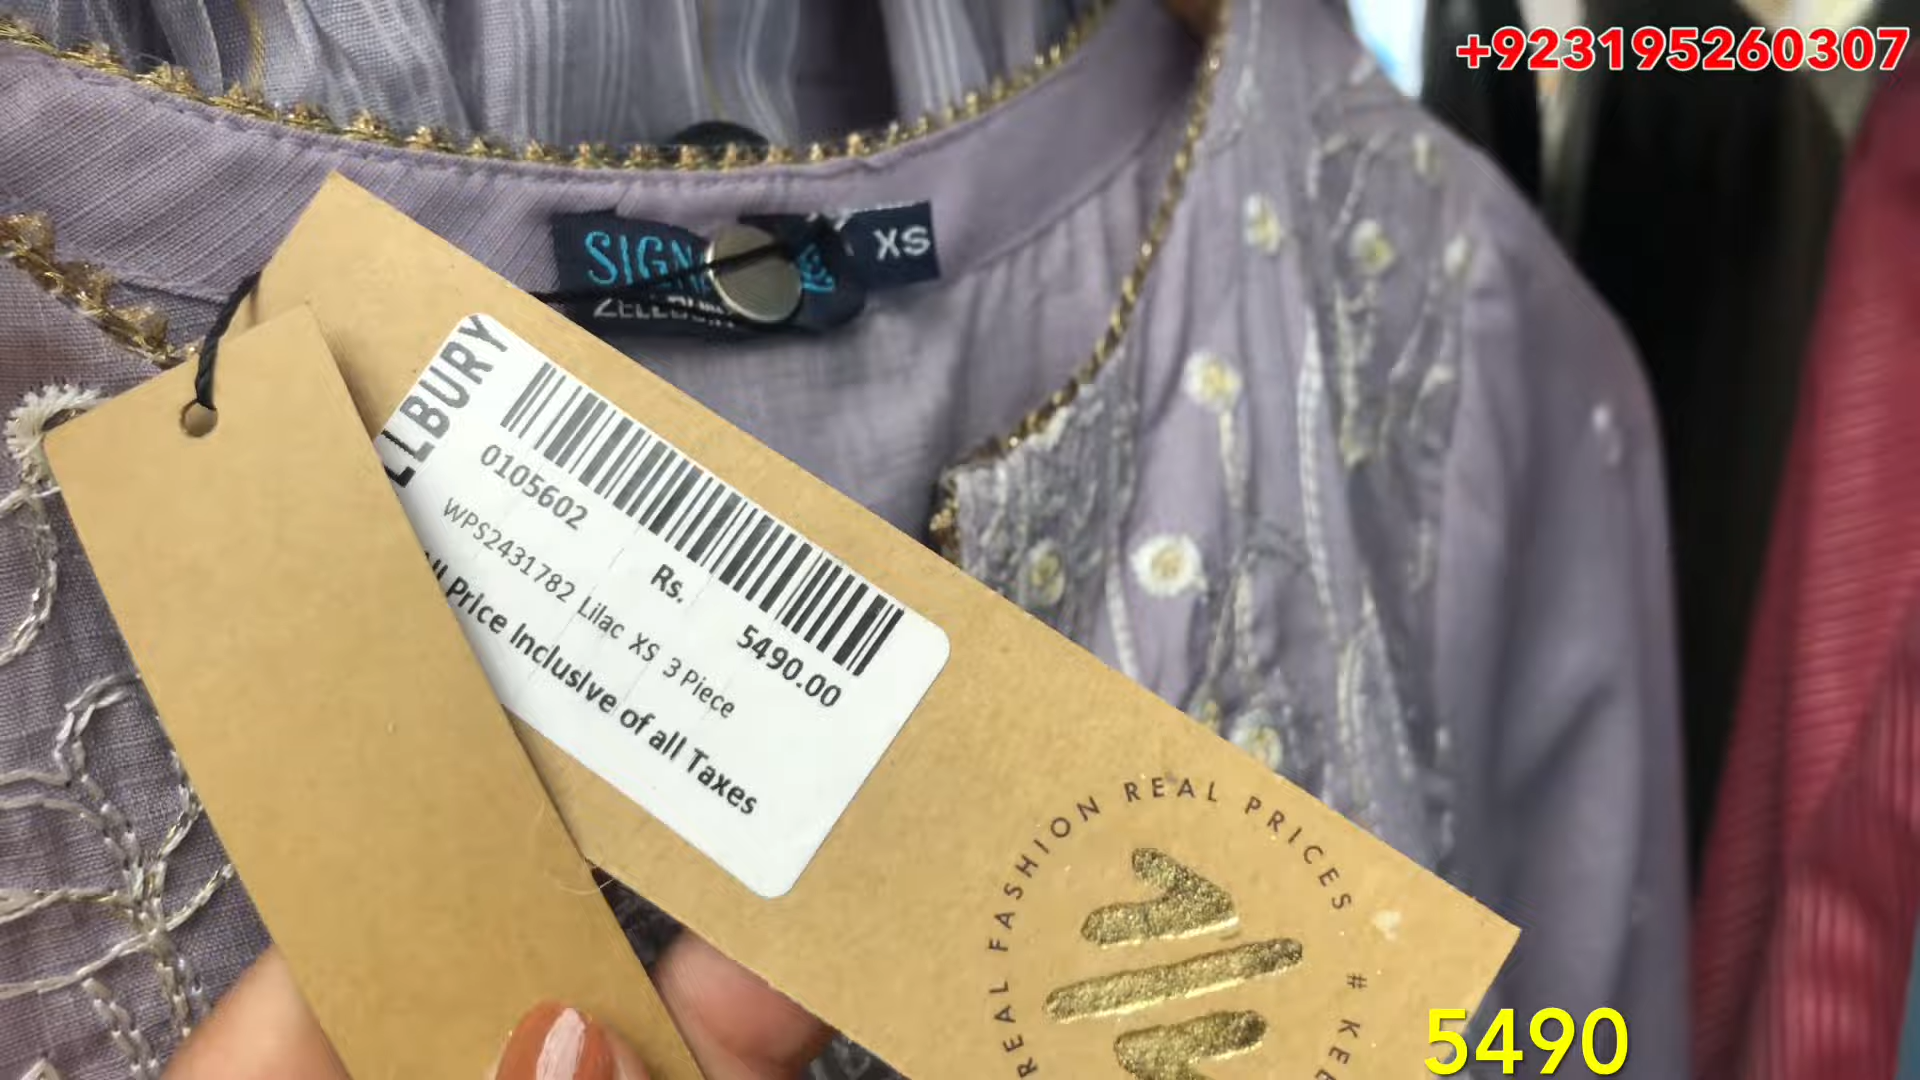 +923195260307
XS
LLBURY
0105602
Rs.
5490.00
WPS2431782 Lilac XS 3 Piece
Price Inclusive of all Taxes
REAL FASHION REAL PRICES #
5490